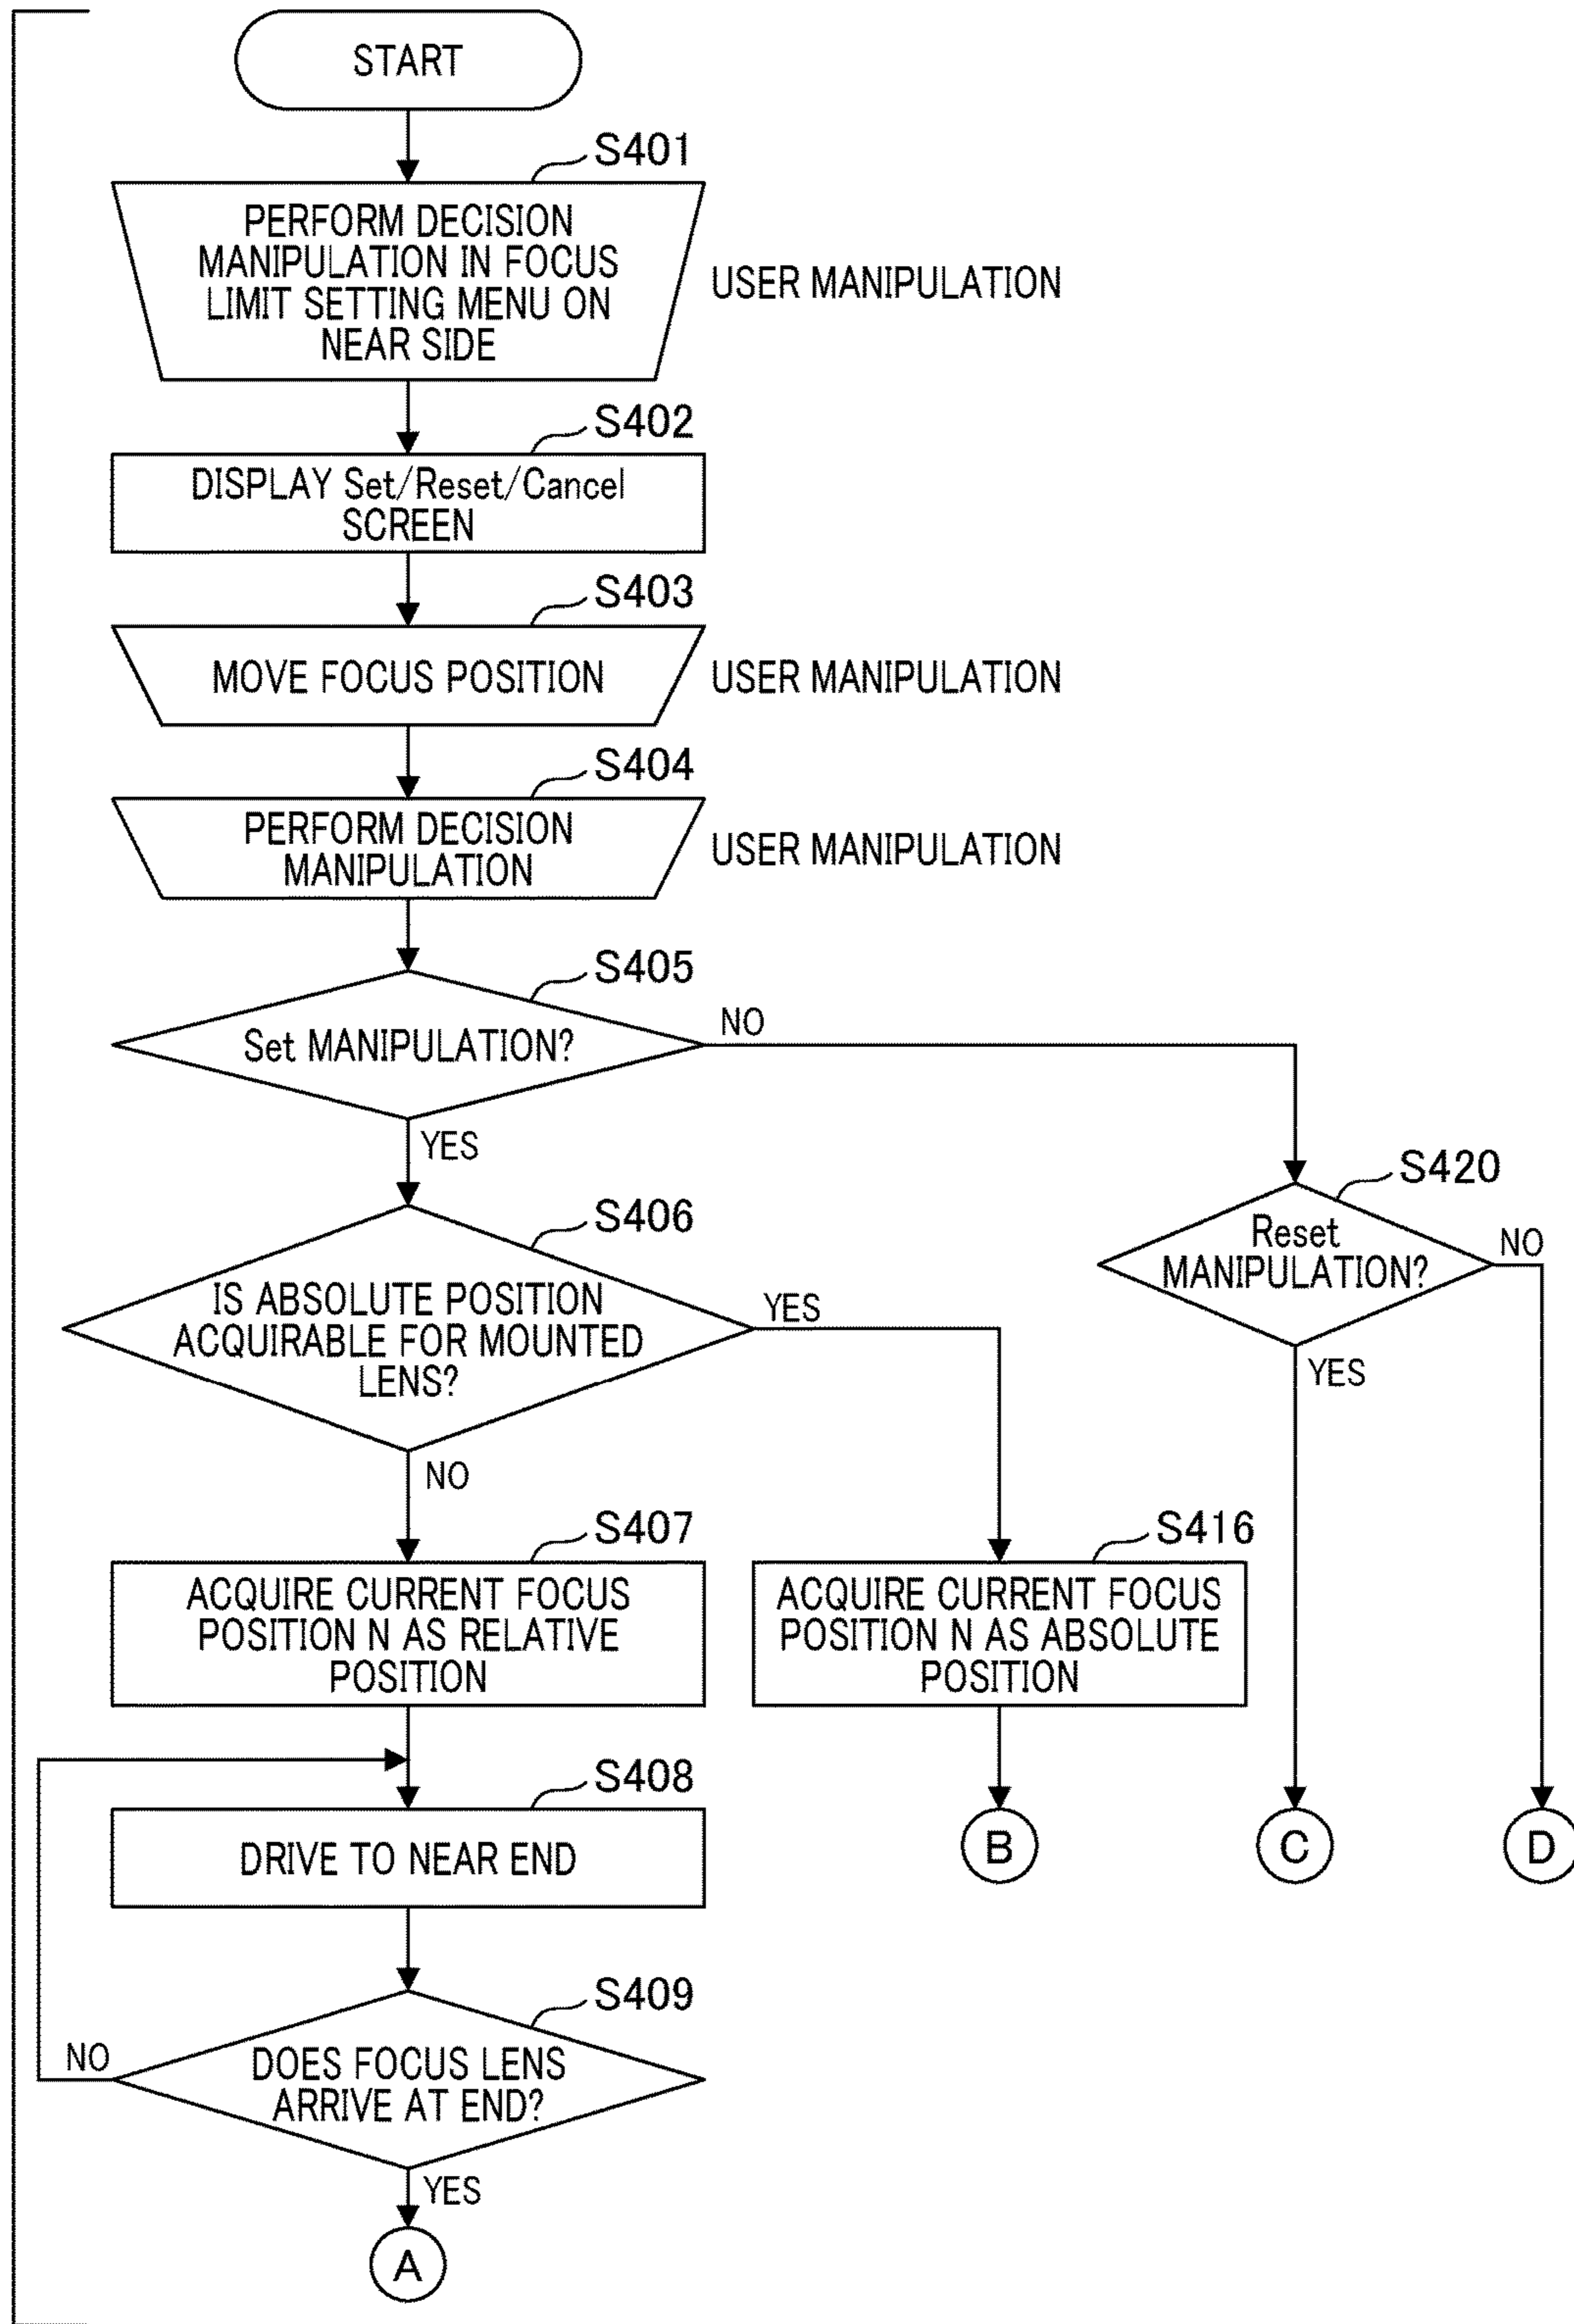 START
S401
PERFORM DECISION
MANIPULATION IN FOCUS
LIMIT SETTING MENU ON
NEAR SIDE
USER MANIPULATION
S402
DISPLAY Set/Reset/Cancel
SCREEN
S403
MOVE FOCUS POSITION
USER MANIPULATION
S404
PERFORM DECISION
MANIPULATION
USER MANIPULATION
S405
Set MANIPULATION?
NO
YES
S420
Reset
MANIPULATION?
NO
YES
S406
IS ABSOLUTE POSITION
ACQUIRABLE FOR MOUNTED
LENS?
YES
NO
S407
ACQUIRE CURRENT FOCUS
POSITION N AS RELATIVE
POSITION
S416
ACQUIRE CURRENT FOCUS
POSITION N AS ABSOLUTE
POSITION
S408
DRIVE TO NEAR END
B
C
D
S409
DOES FOCUS LENS
ARRIVE AT END?
NO
YES
A